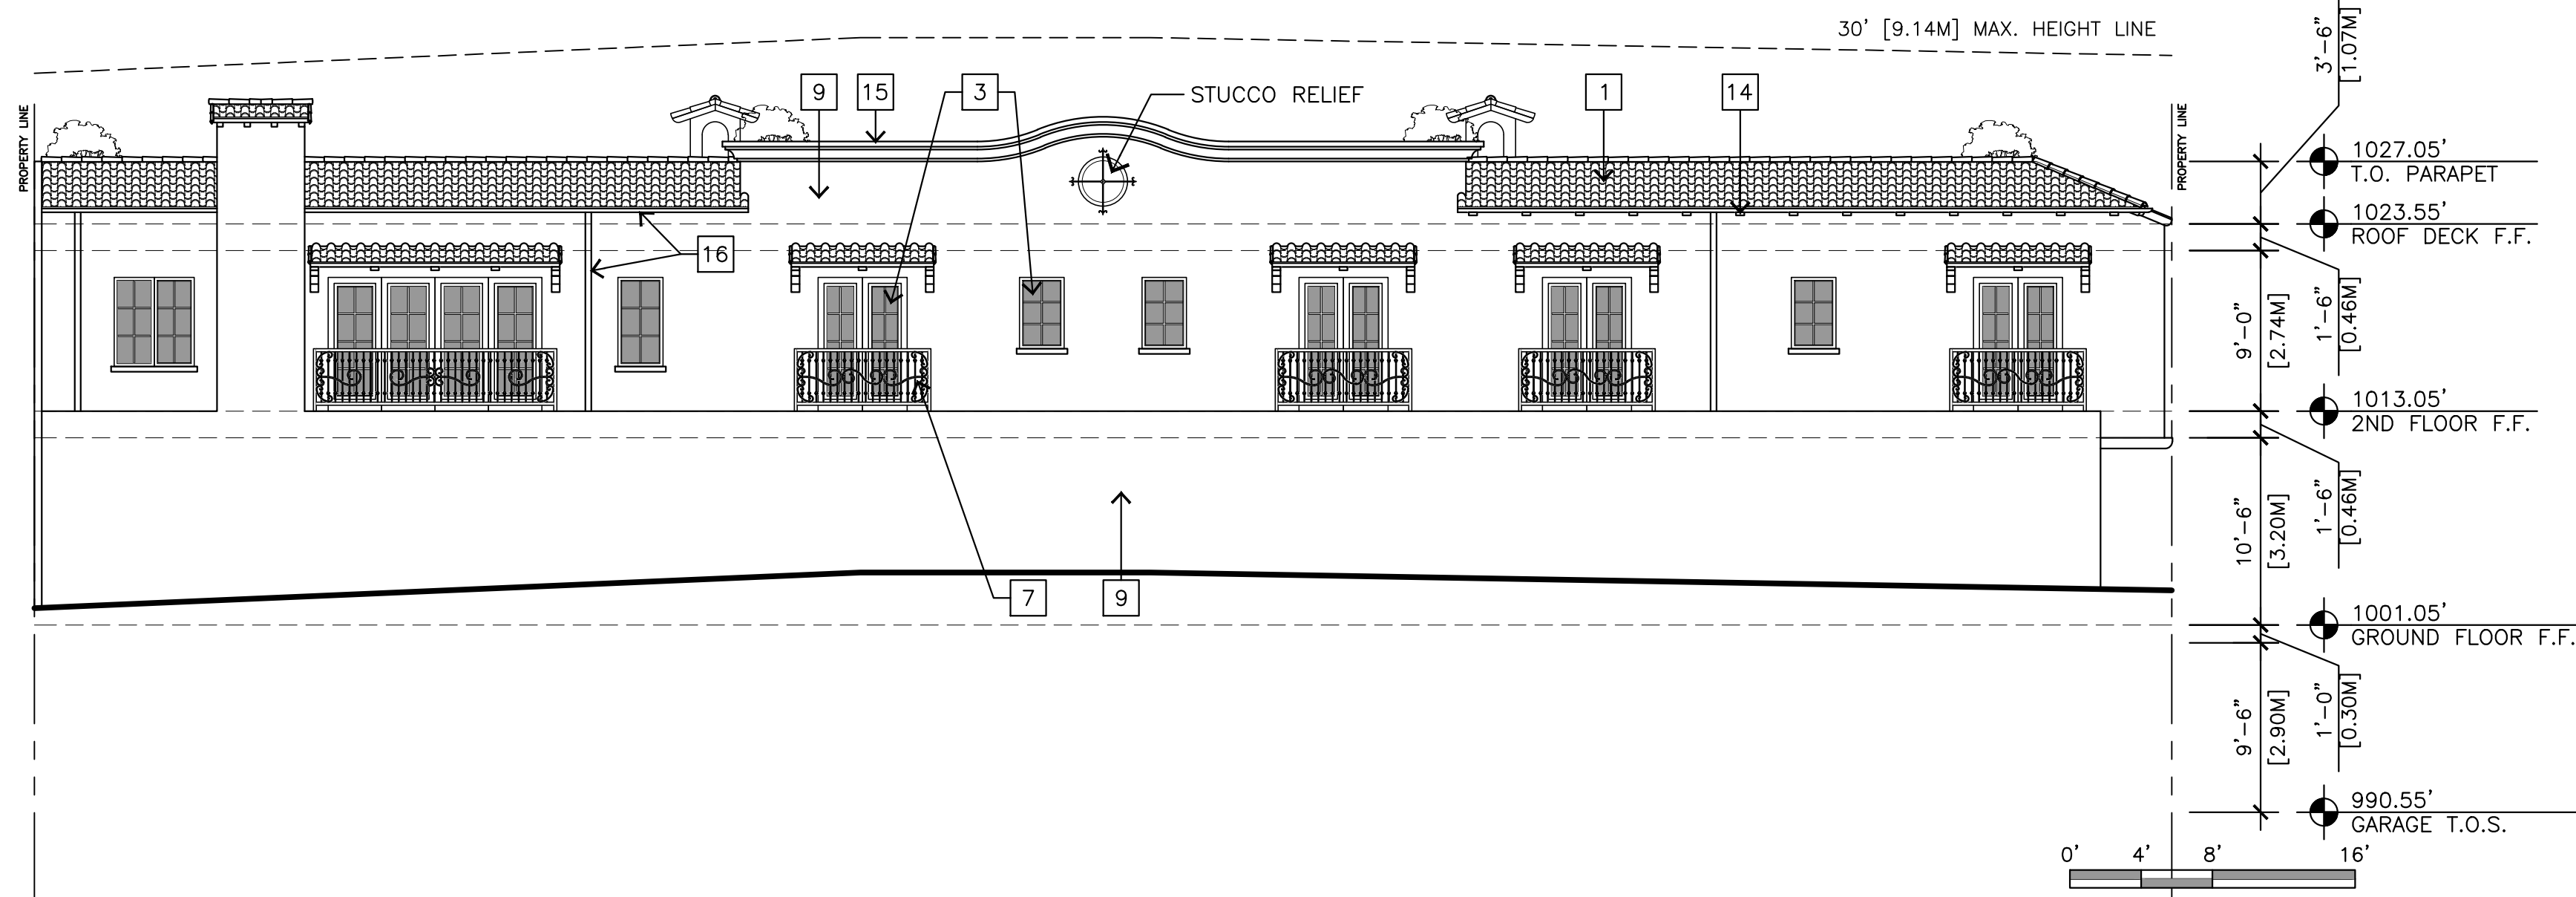 30' [9.14M] MAX. HEIGHT LINE
3'-6"
[1.07M]
9
15
3
STUCCO RELIEF
1
14
PROPERTY LINE
PROPERTY LINE
1027.05'
T.O. PARAPET
1023.55'
ROOF DECK F.F.
16
9'-0"
[2.74M]
1'-6"
[0.46M]
1013.05'
2ND FLOOR F.F.
10'-6"
[3.20M]
1'-6"
[0.46M]
7
9
1001.05'
GROUND FLOOR F.F.
9'-6"
[2.90M]
1'-0"
[0.30M]
990.55'
GARAGE T.O.S.
0' 4' 8' 16'